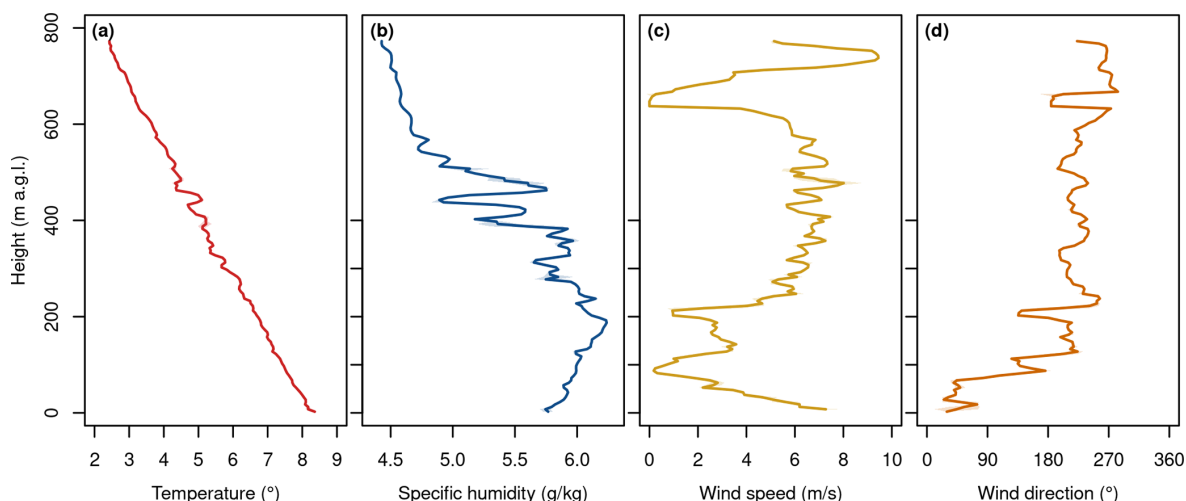 (a) (b) (c) (d)
Height (m a.g.l.)
800
600
400
200
0
2 3 4 5 6 7 8 9
4.5 5.0 5.5 6.0
0 2 4 6 8 10
0 90 180 270 360
Temperature (°) Specific humidity (g/kg) Wind speed (m/s) Wind direction (°)